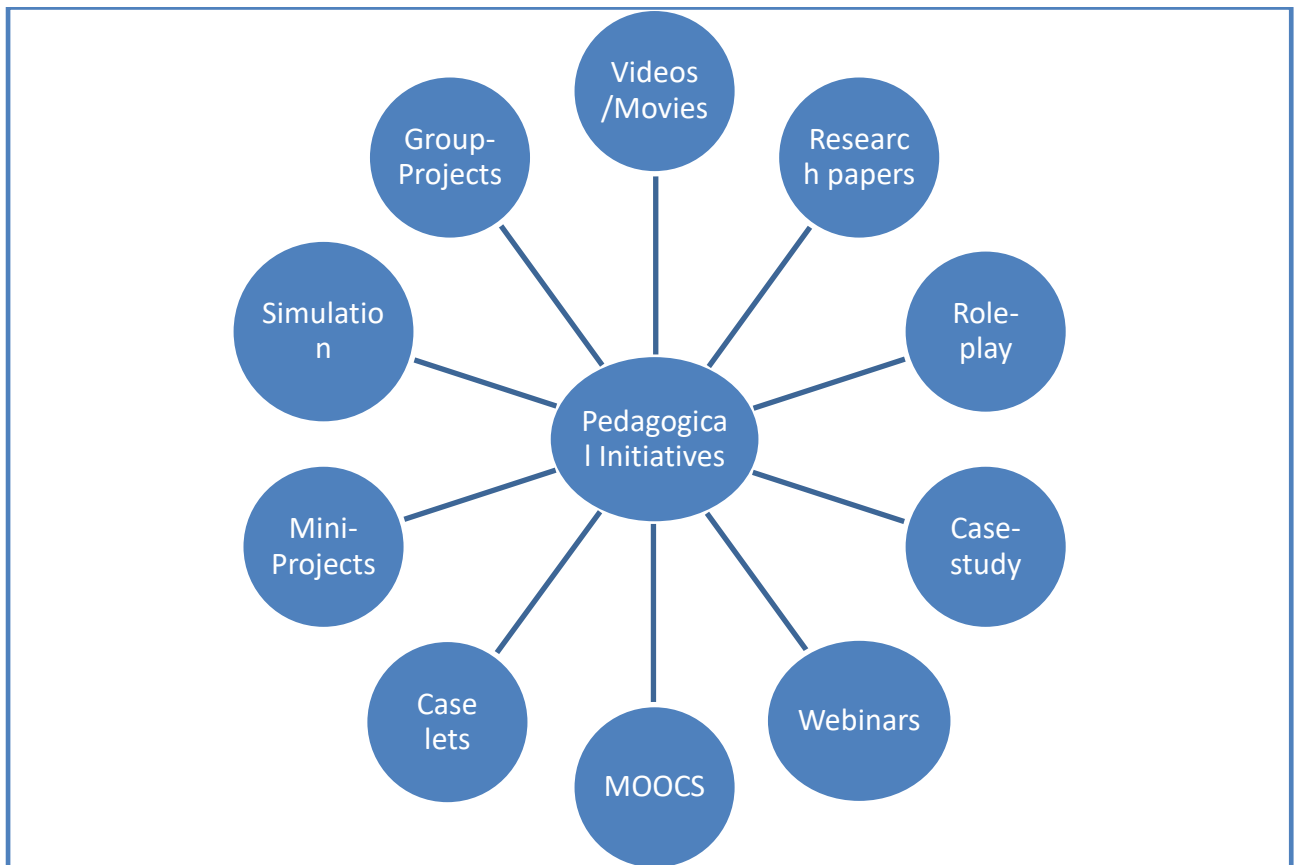 Videos
/Movies
Researc
h papers
Role-
play
Case-
study
Webinars
MOOCS
Case
lets
Mini-
Projects
Simulatio
n
Group-
Projects
Pedagogica
l Initiatives